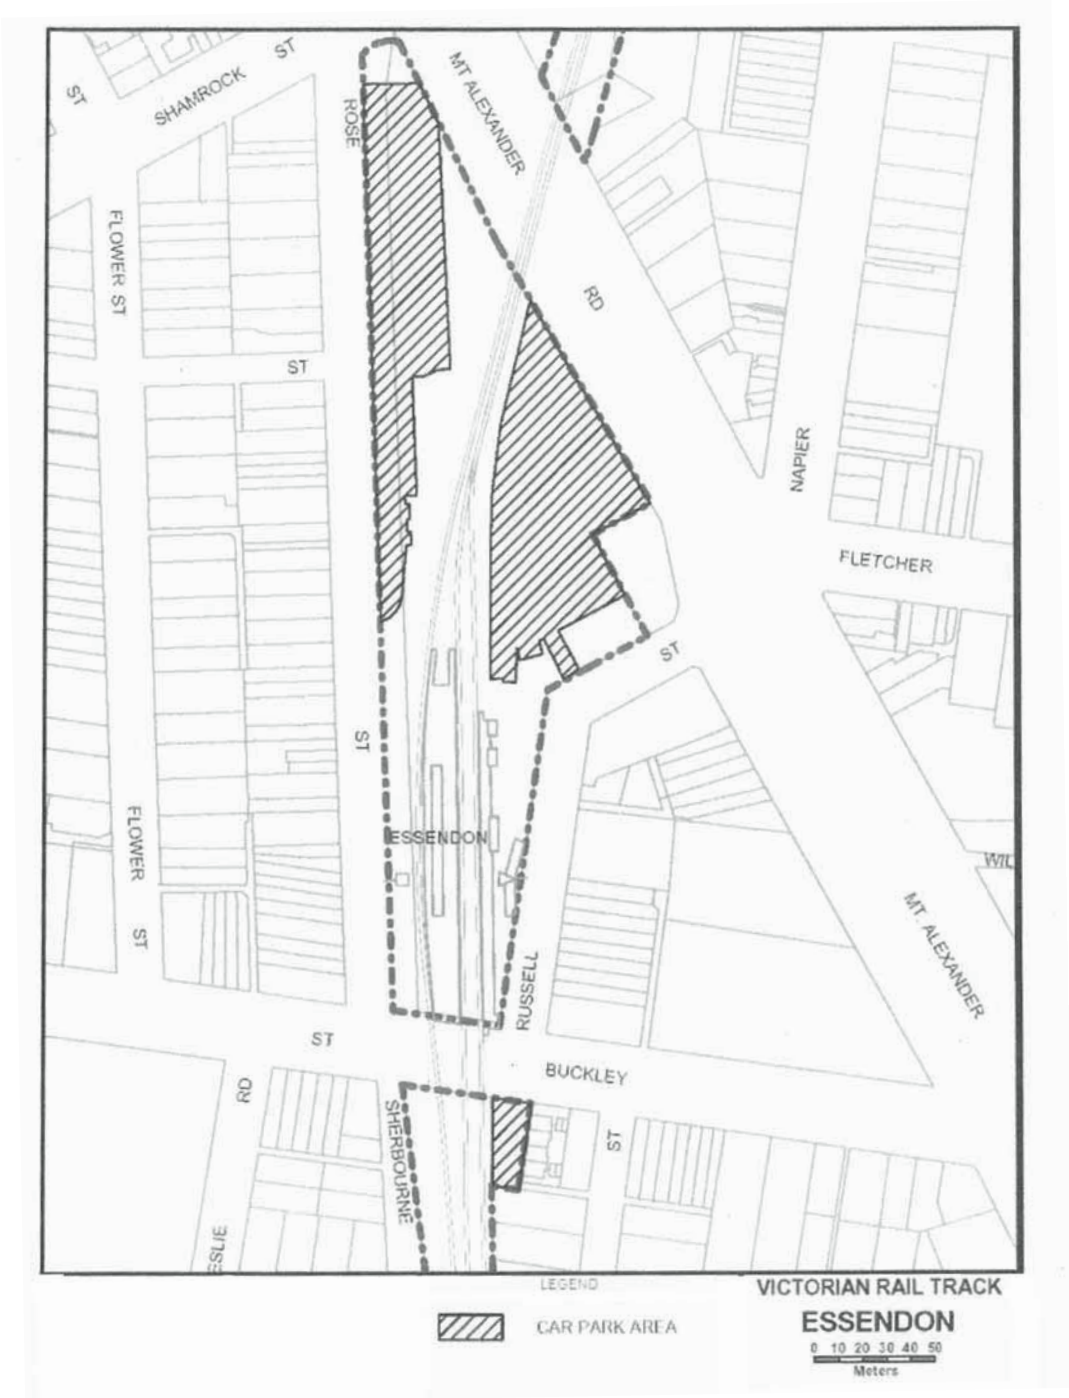 ST
SHAMROCK
ST
ROSE
MT ALEXANDER
FLOWER ST
RD
ST
NAPIER
FLETCHER
ST
ST
FLOWER
ESSENDON
WIL
ST
MT. ALEXANDER
RUSSELL
ST
BUCKLEY
RD
SHERBOURNE
ST
ESLIE
LEGEND
CAR PARK AREA
VICTORIAN RAIL TRACK
ESSENDON
0 10 20 30 40 50
Meters